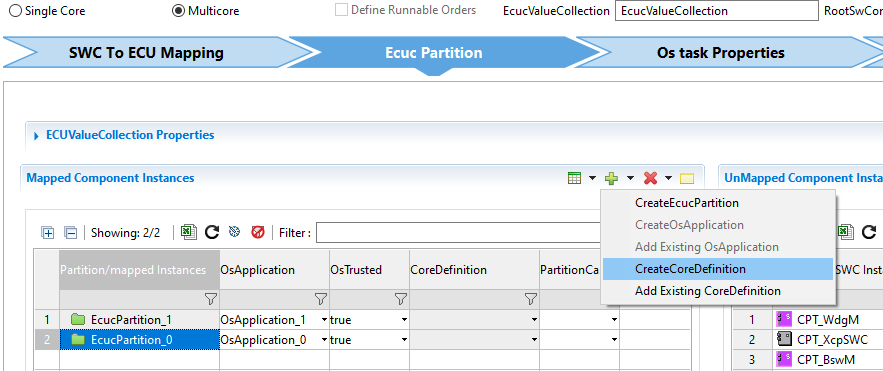 Single Core Multicore Define Runnable Orders EcucValueCollection EcucValueCollection RootSwCor
SWC To ECU Mapping Ecuc Partition Os task Properties
ECUValueCollection Properties
Mapped Component Instances UnMapped Component Instances
CreateEcucPartition
CreateOsApplication
Add Existing OsApplication
CreateCoreDefinition
Add Existing CoreDefinition
Showing: 2/2 Filter :
Partition/mapped Instances OsApplication OsTrusted CoreDefinition PartitionCa SWC Inst
1 EcucPartition_1 OsApplication_1 true 1 CPT_WdgM
2 EcucPartition_0 OsApplication_0 true 2 CPT_XcpSWC
3 CPT_BswM